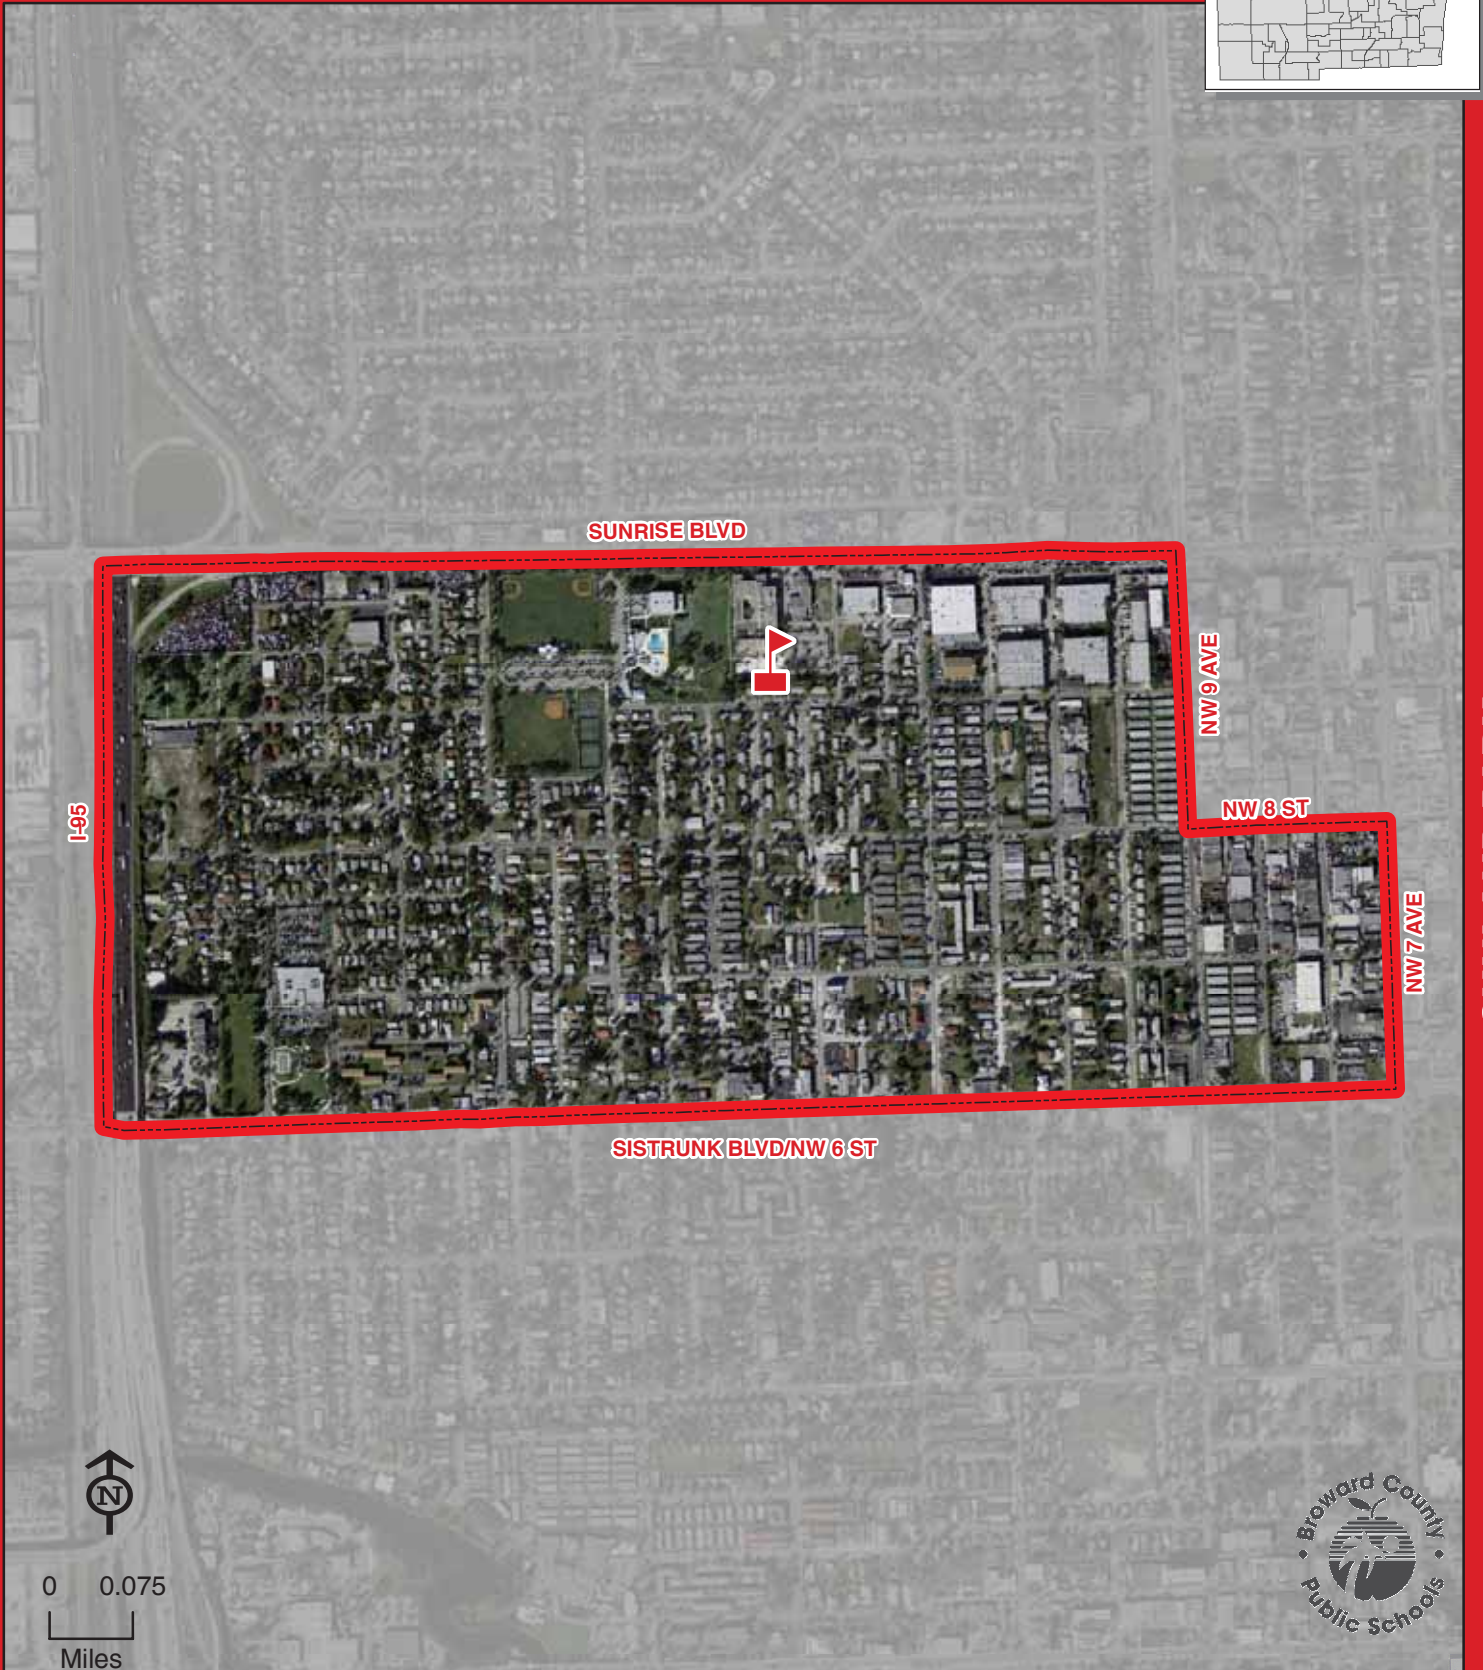 SUNRISE BLVD
NW 9 AVE
NW 8 ST
I-95
NW 7 AVE
SISTRUNK BLVD/NW 6 ST
N
0 0.075
Miles
Broward County
Public Schools